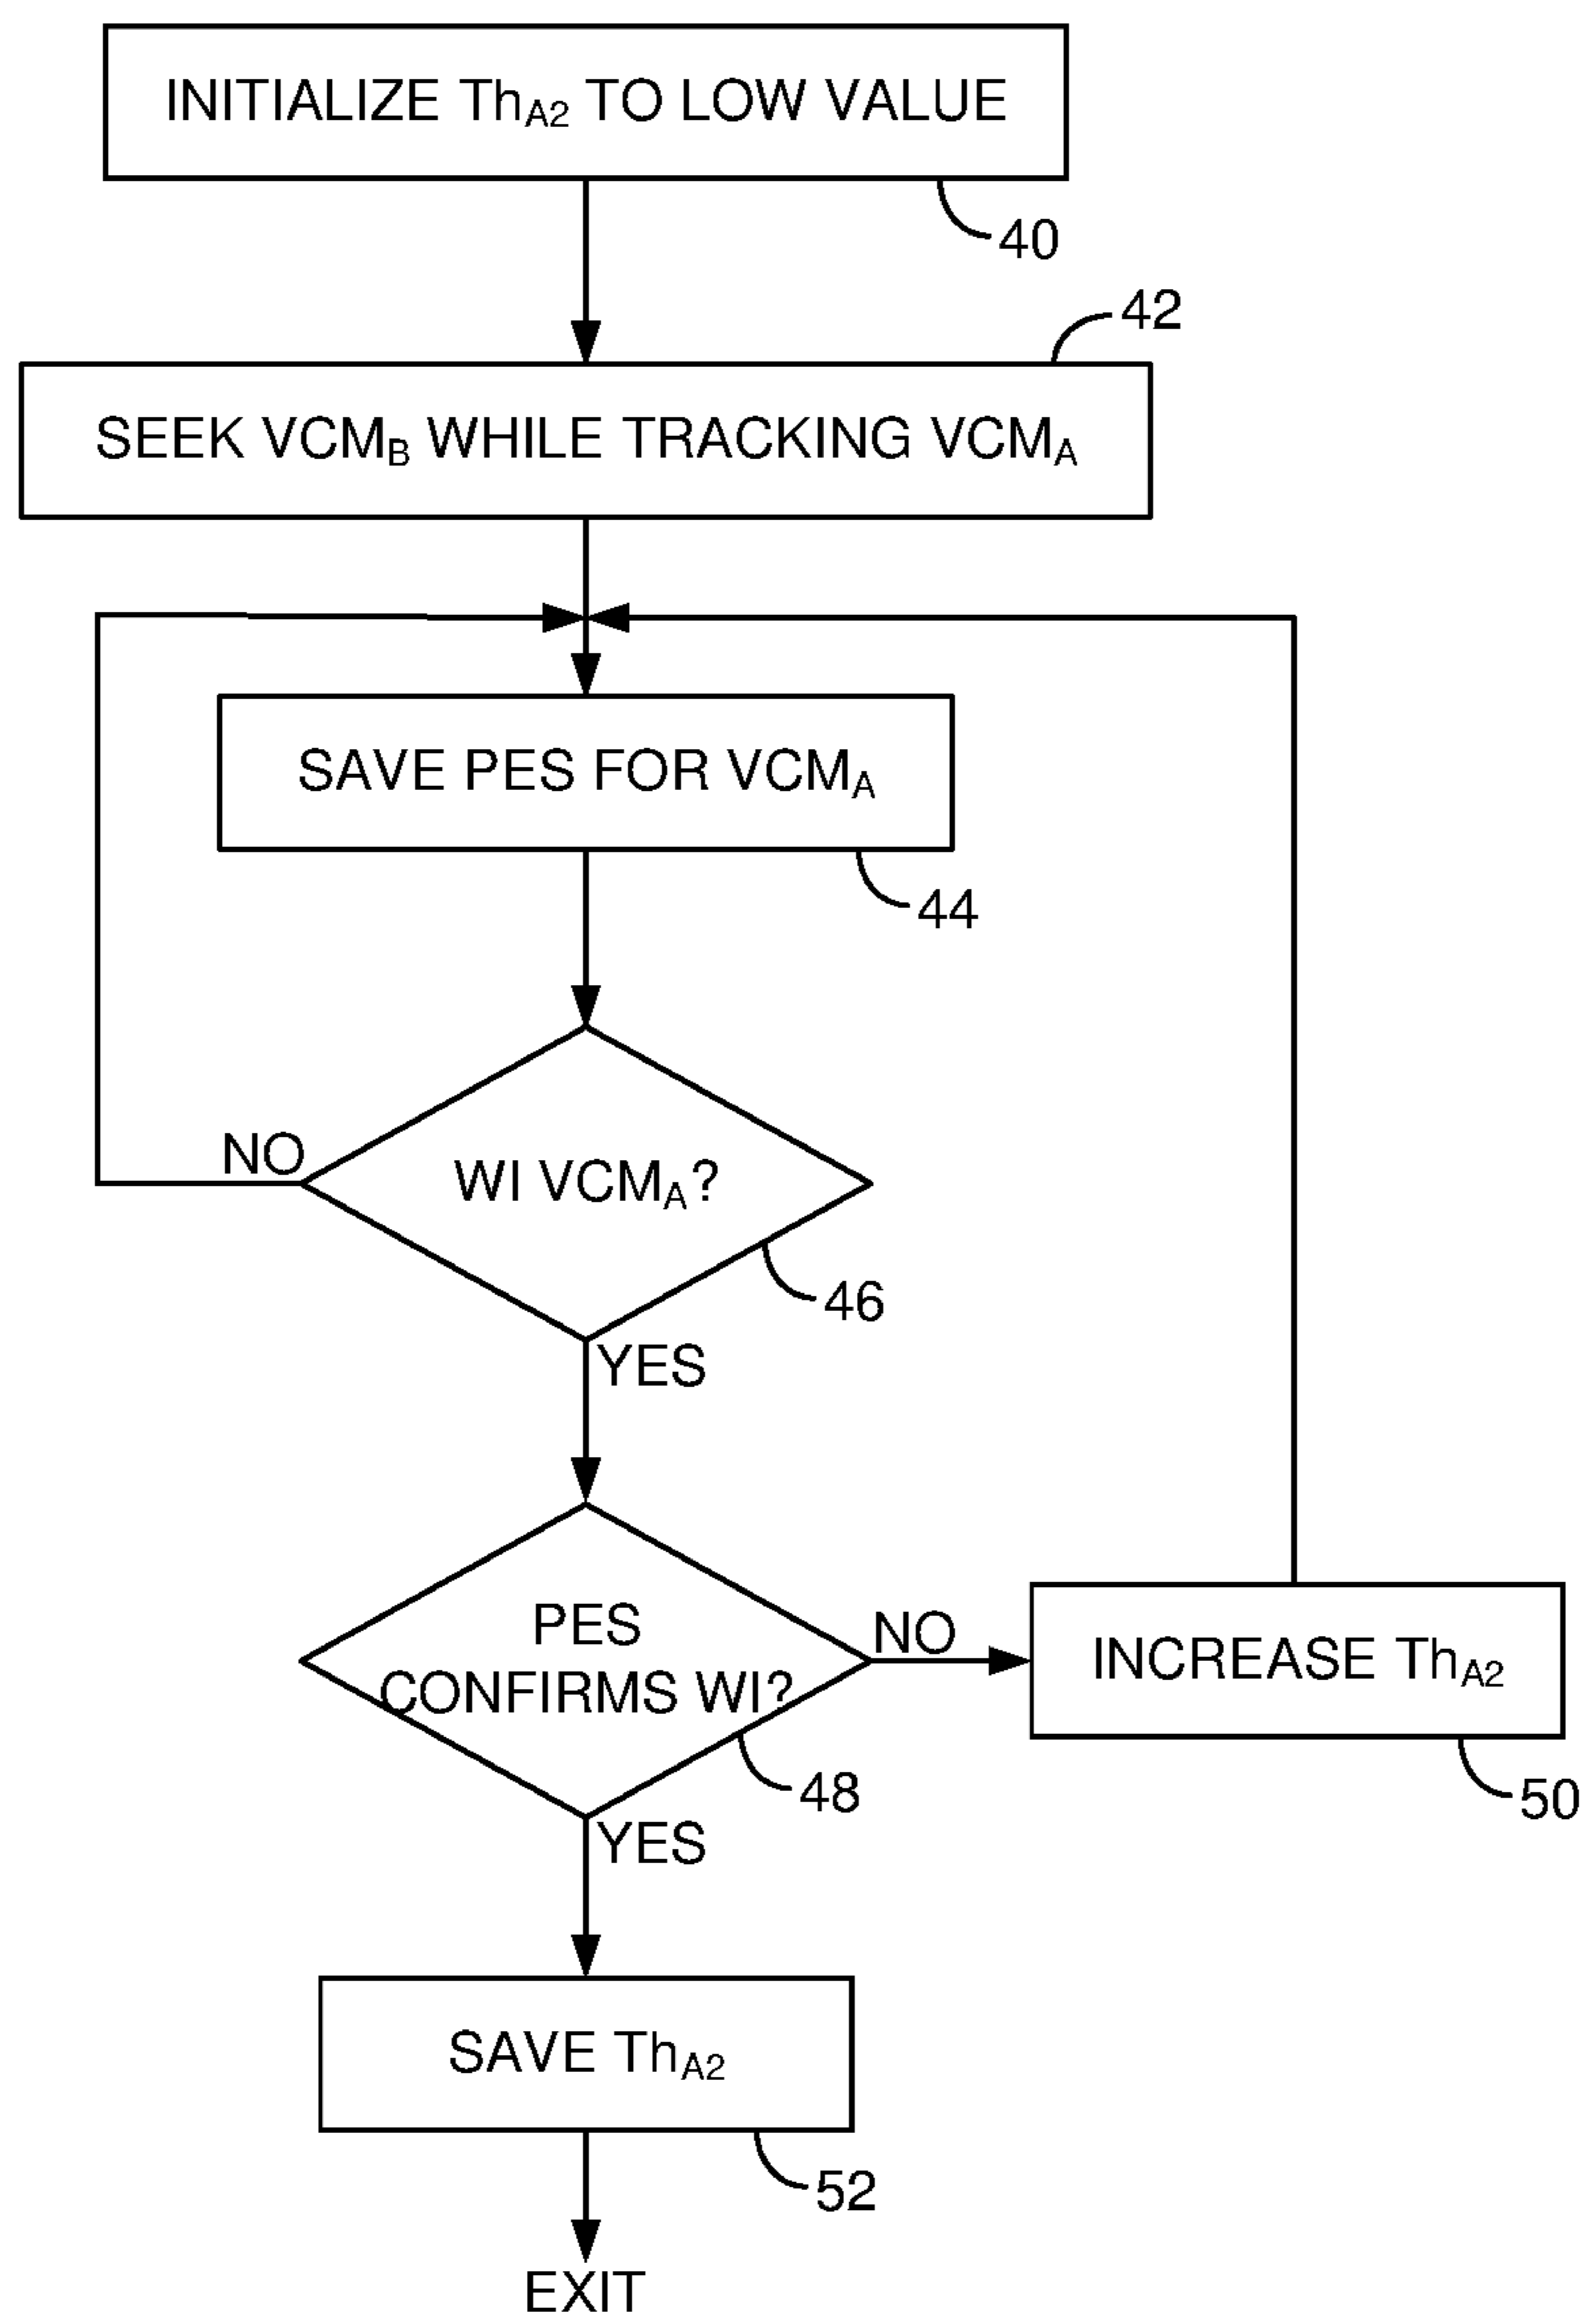 INITIALIZE ThA2 TO LOW VALUE
40
42
SEEK VCMB WHILE TRACKING VCMA
SAVE PES FOR VCMA
44
NO
WI VCMA?
46
YES
PES
CONFIRMS WI?
NO
INCREASE ThA2
48
50
YES
SAVE ThA2
52
EXIT